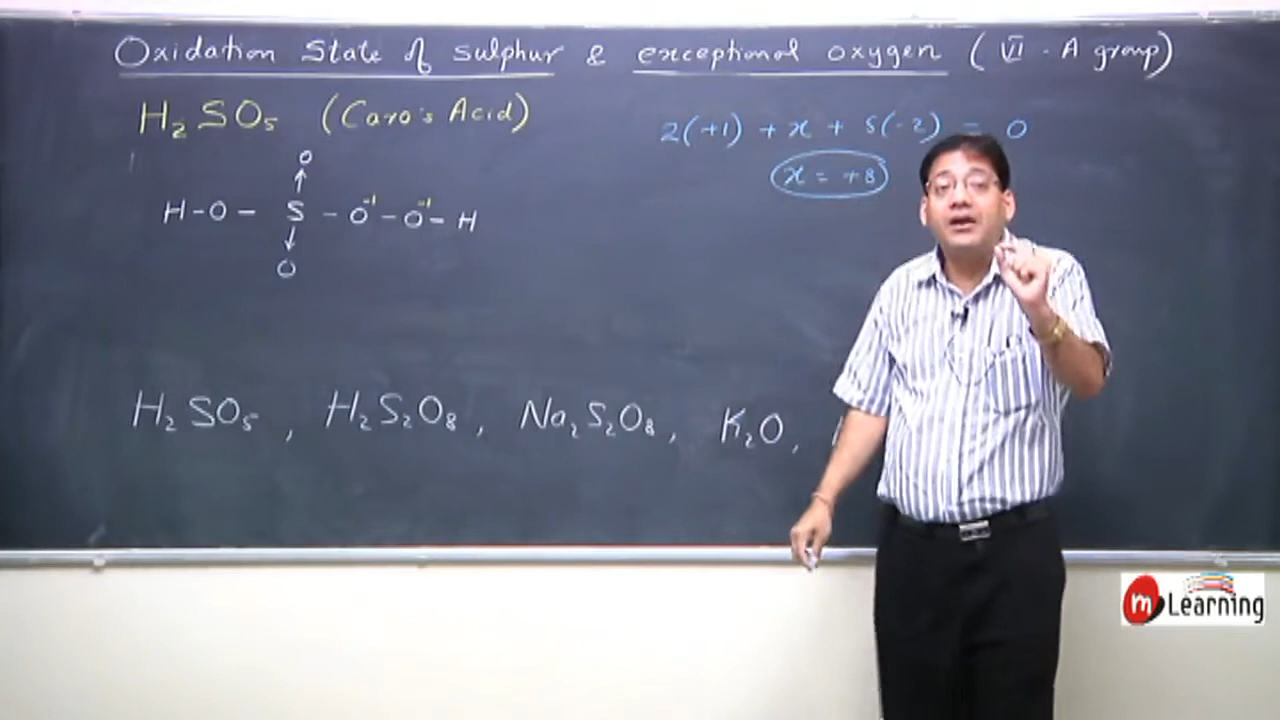 Oxidation State of sulphur & exceptional oxygen (VI - A group)
H₂SO₅ (Caro's Acid)
2(+1) + x + 5(-2) = 0
x = +8
O
↑
H-O - S - O⁻¹ - O⁻¹ - H
↓
O
H₂SO₅ , H₂S₂O₈ , Na₂S₂O₈ , K₂O ,
m Learning